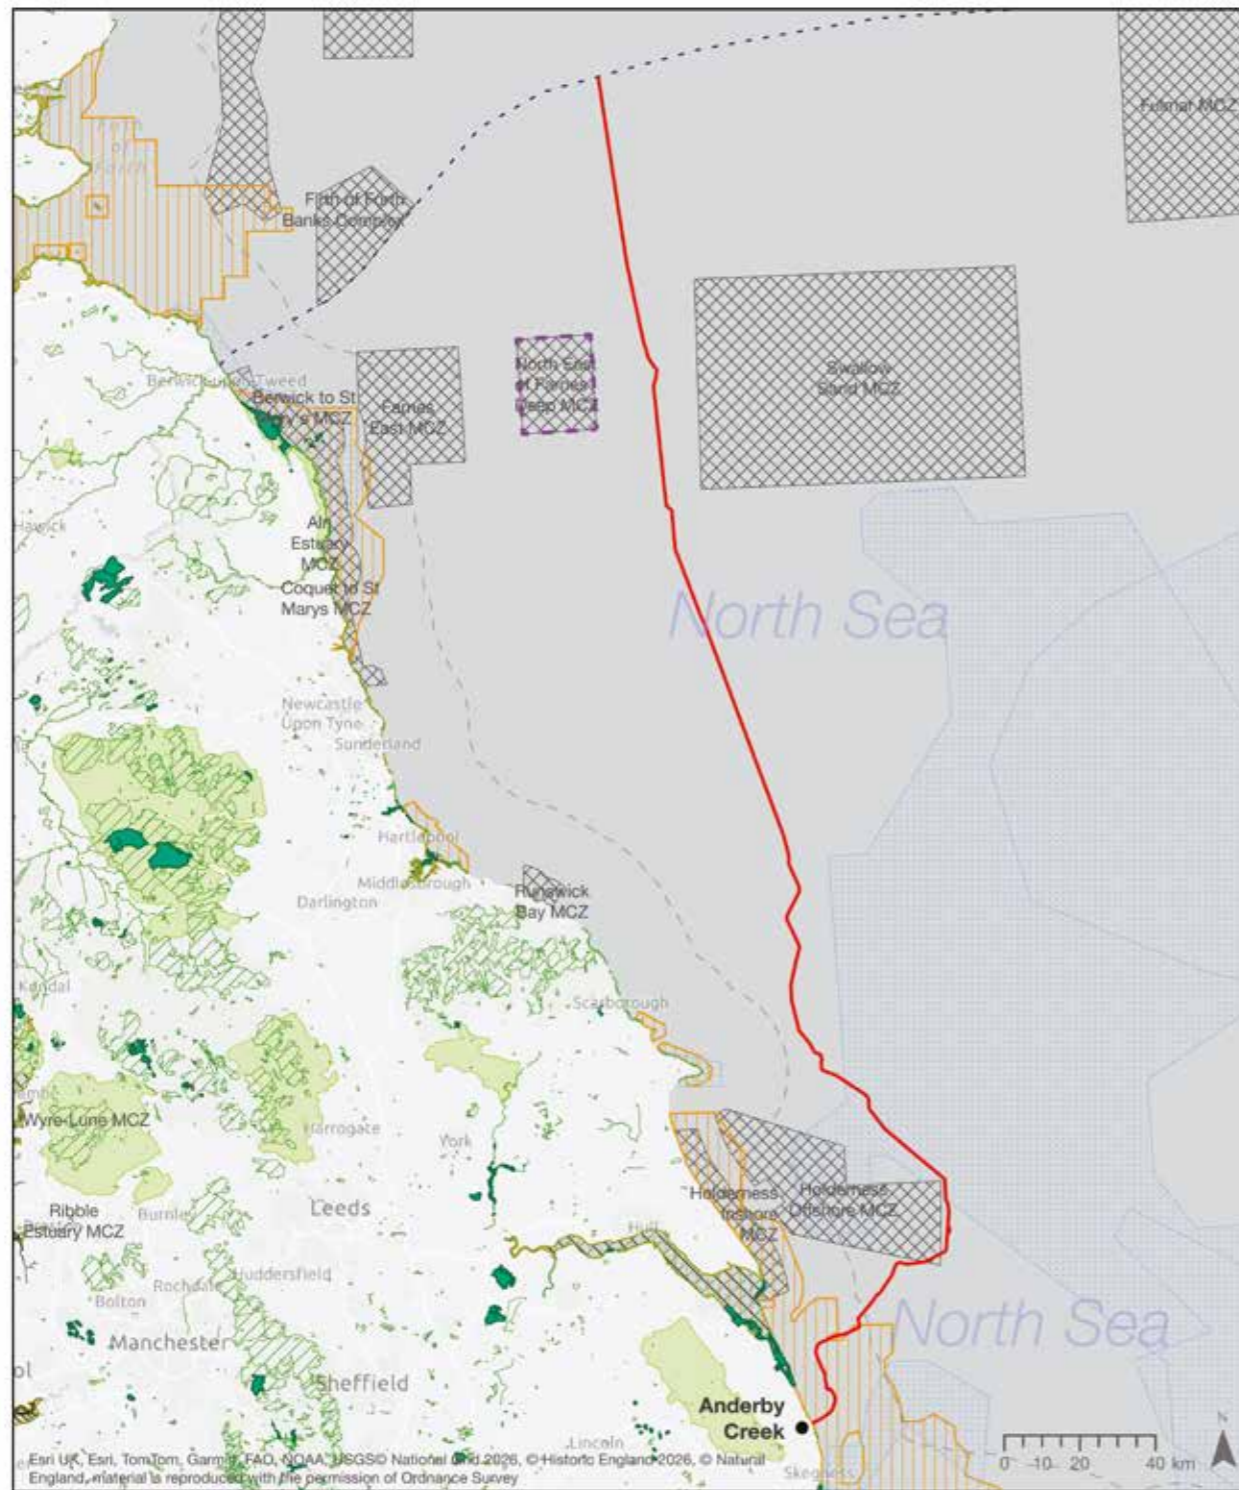 Fulmar MCZ
Forth
of
Forth
Firth of Forth
Banks Complex
North East
of Farnes
Deep MCZ
Swallow
Sand MCZ
Berwick upon Tweed
Berwick to St
Mary's MCZ
Farnes
East MCZ
Hawick
Aln
Estuary
MCZ
Coquet to St
Marys MCZ
North Sea
Newcastle
Upon Tyne
Sunderland
Hartlepool
Middlesbrough
Darlington
Runswick
Bay MCZ
Kendal
Scarborough
Wyre-Lune MCZ
Harrogate
York
Ribble
Estuary MCZ
Leeds
Holderness
Inshore
MCZ
Holderness
Offshore MCZ
Hull
Huddersfield
Rochdale
Bolton
Manchester
North Sea
Sheffield
Anderby
Creek
Lincoln
Skegness
N
0 10 20 40 km
Esri UK, Esri, TomTom, Garmin, FAO, NOAA, USGS© National Grid 2026, © Historic England 2026, © Natural
England, material is reproduced with the permission of Ordnance Survey